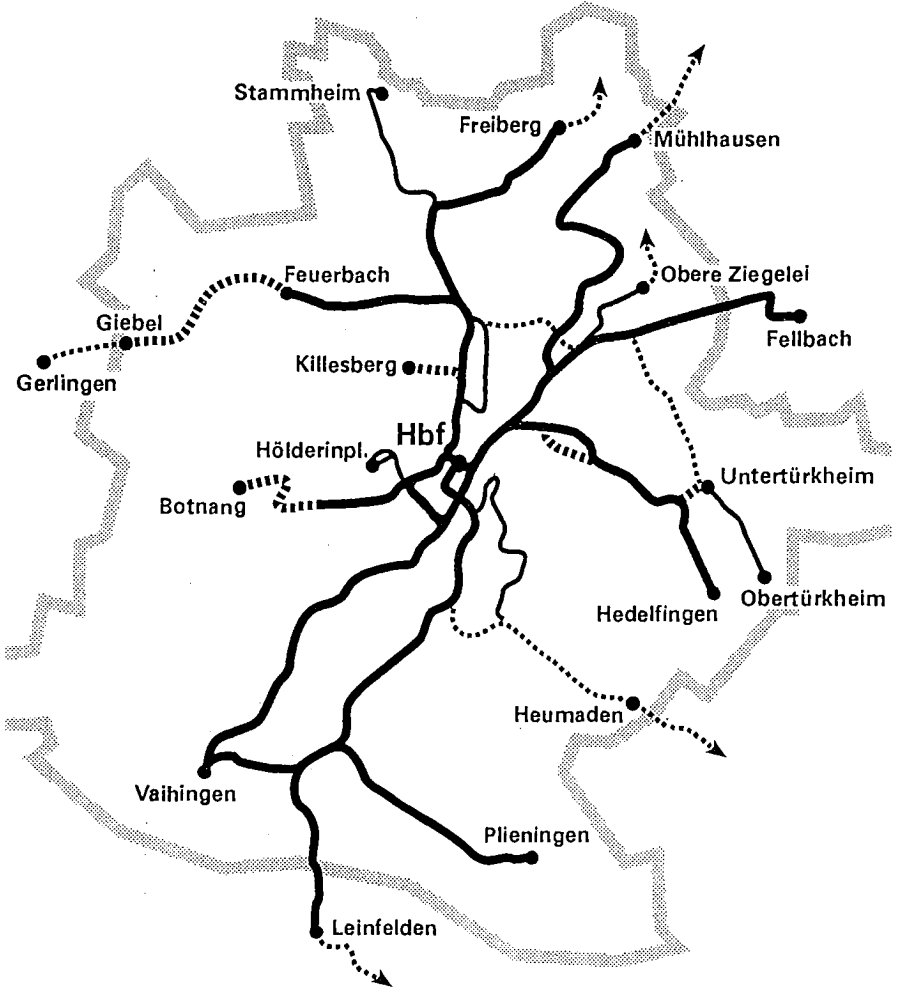 Stammheim
Freiberg
Mühlhausen
Feuerbach
Obere Ziegelei
Giebel
Fellbach
Gerlingen
Killesberg
Hbf
Hölderinpl.
Untertürkheim
Botnang
Hedelfingen
Obertürkheim
Heumaden
Vaihingen
Plieningen
Leinfelden